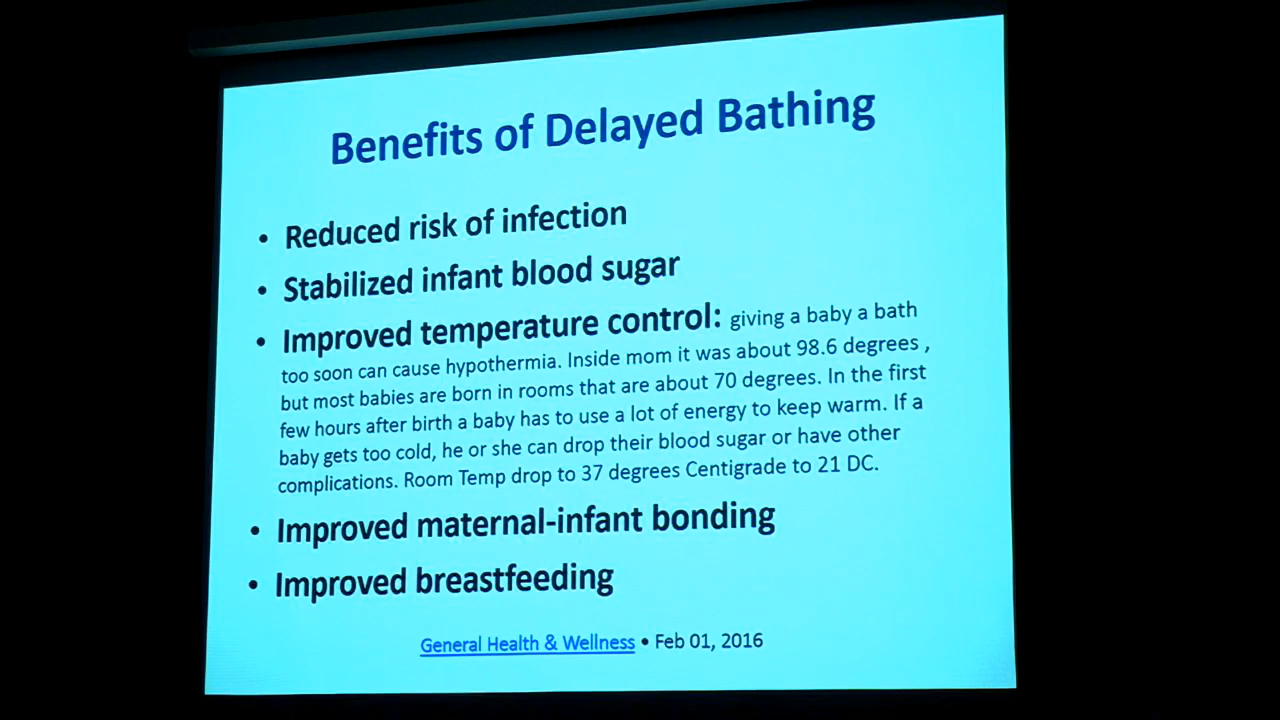 Benefits of Delayed Bathing
• Reduced risk of infection
• Stabilized infant blood sugar
• Improved temperature control: giving a baby a bath
too soon can cause hypothermia. Inside mom it was about 98.6 degrees ,
but most babies are born in rooms that are about 70 degrees. In the first
few hours after birth a baby has to use a lot of energy to keep warm. If a
baby gets too cold, he or she can drop their blood sugar or have other
complications. Room Temp drop to 37 degrees Centigrade to 21 DC.
• Improved maternal-infant bonding
• Improved breastfeeding
General Health & Wellness • Feb 01, 2016